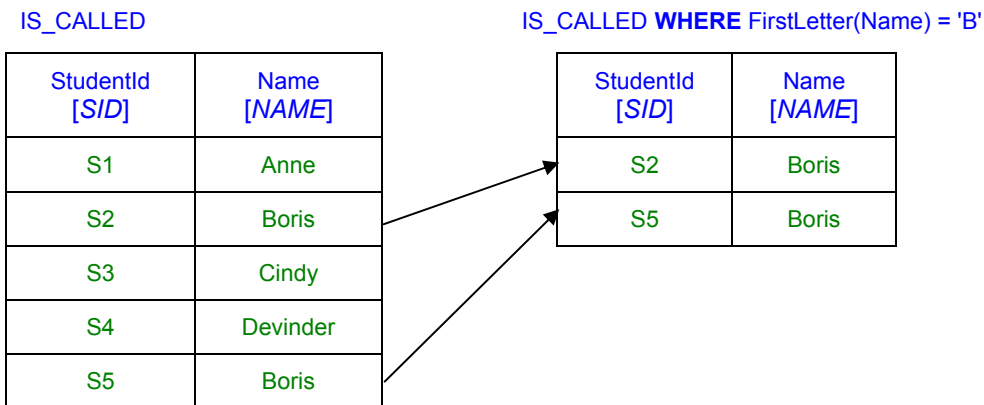 IS_CALLED
IS_CALLED WHERE FirstLetter(Name) = 'B'
StudentId Name
[SID] [NAME]
S1 Anne
S2 Boris
S3 Cindy
S4 Devinder
S5 Boris
StudentId Name
[SID] [NAME]
S2 Boris
S5 Boris